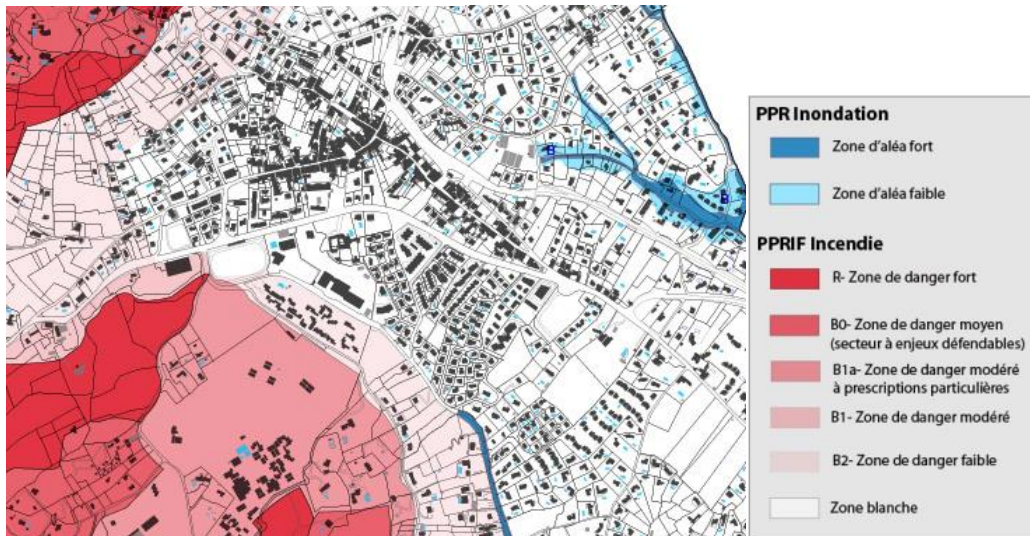 B
B
PPR Inondation
Zone d'aléa fort
Zone d'aléa faible
PPRIF Incendie
R- Zone de danger fort
B0- Zone de danger moyen
(secteur à enjeux défendables)
B1a- Zone de danger modéré
à prescriptions particulières
B1- Zone de danger modéré
B2- Zone de danger faible
Zone blanche